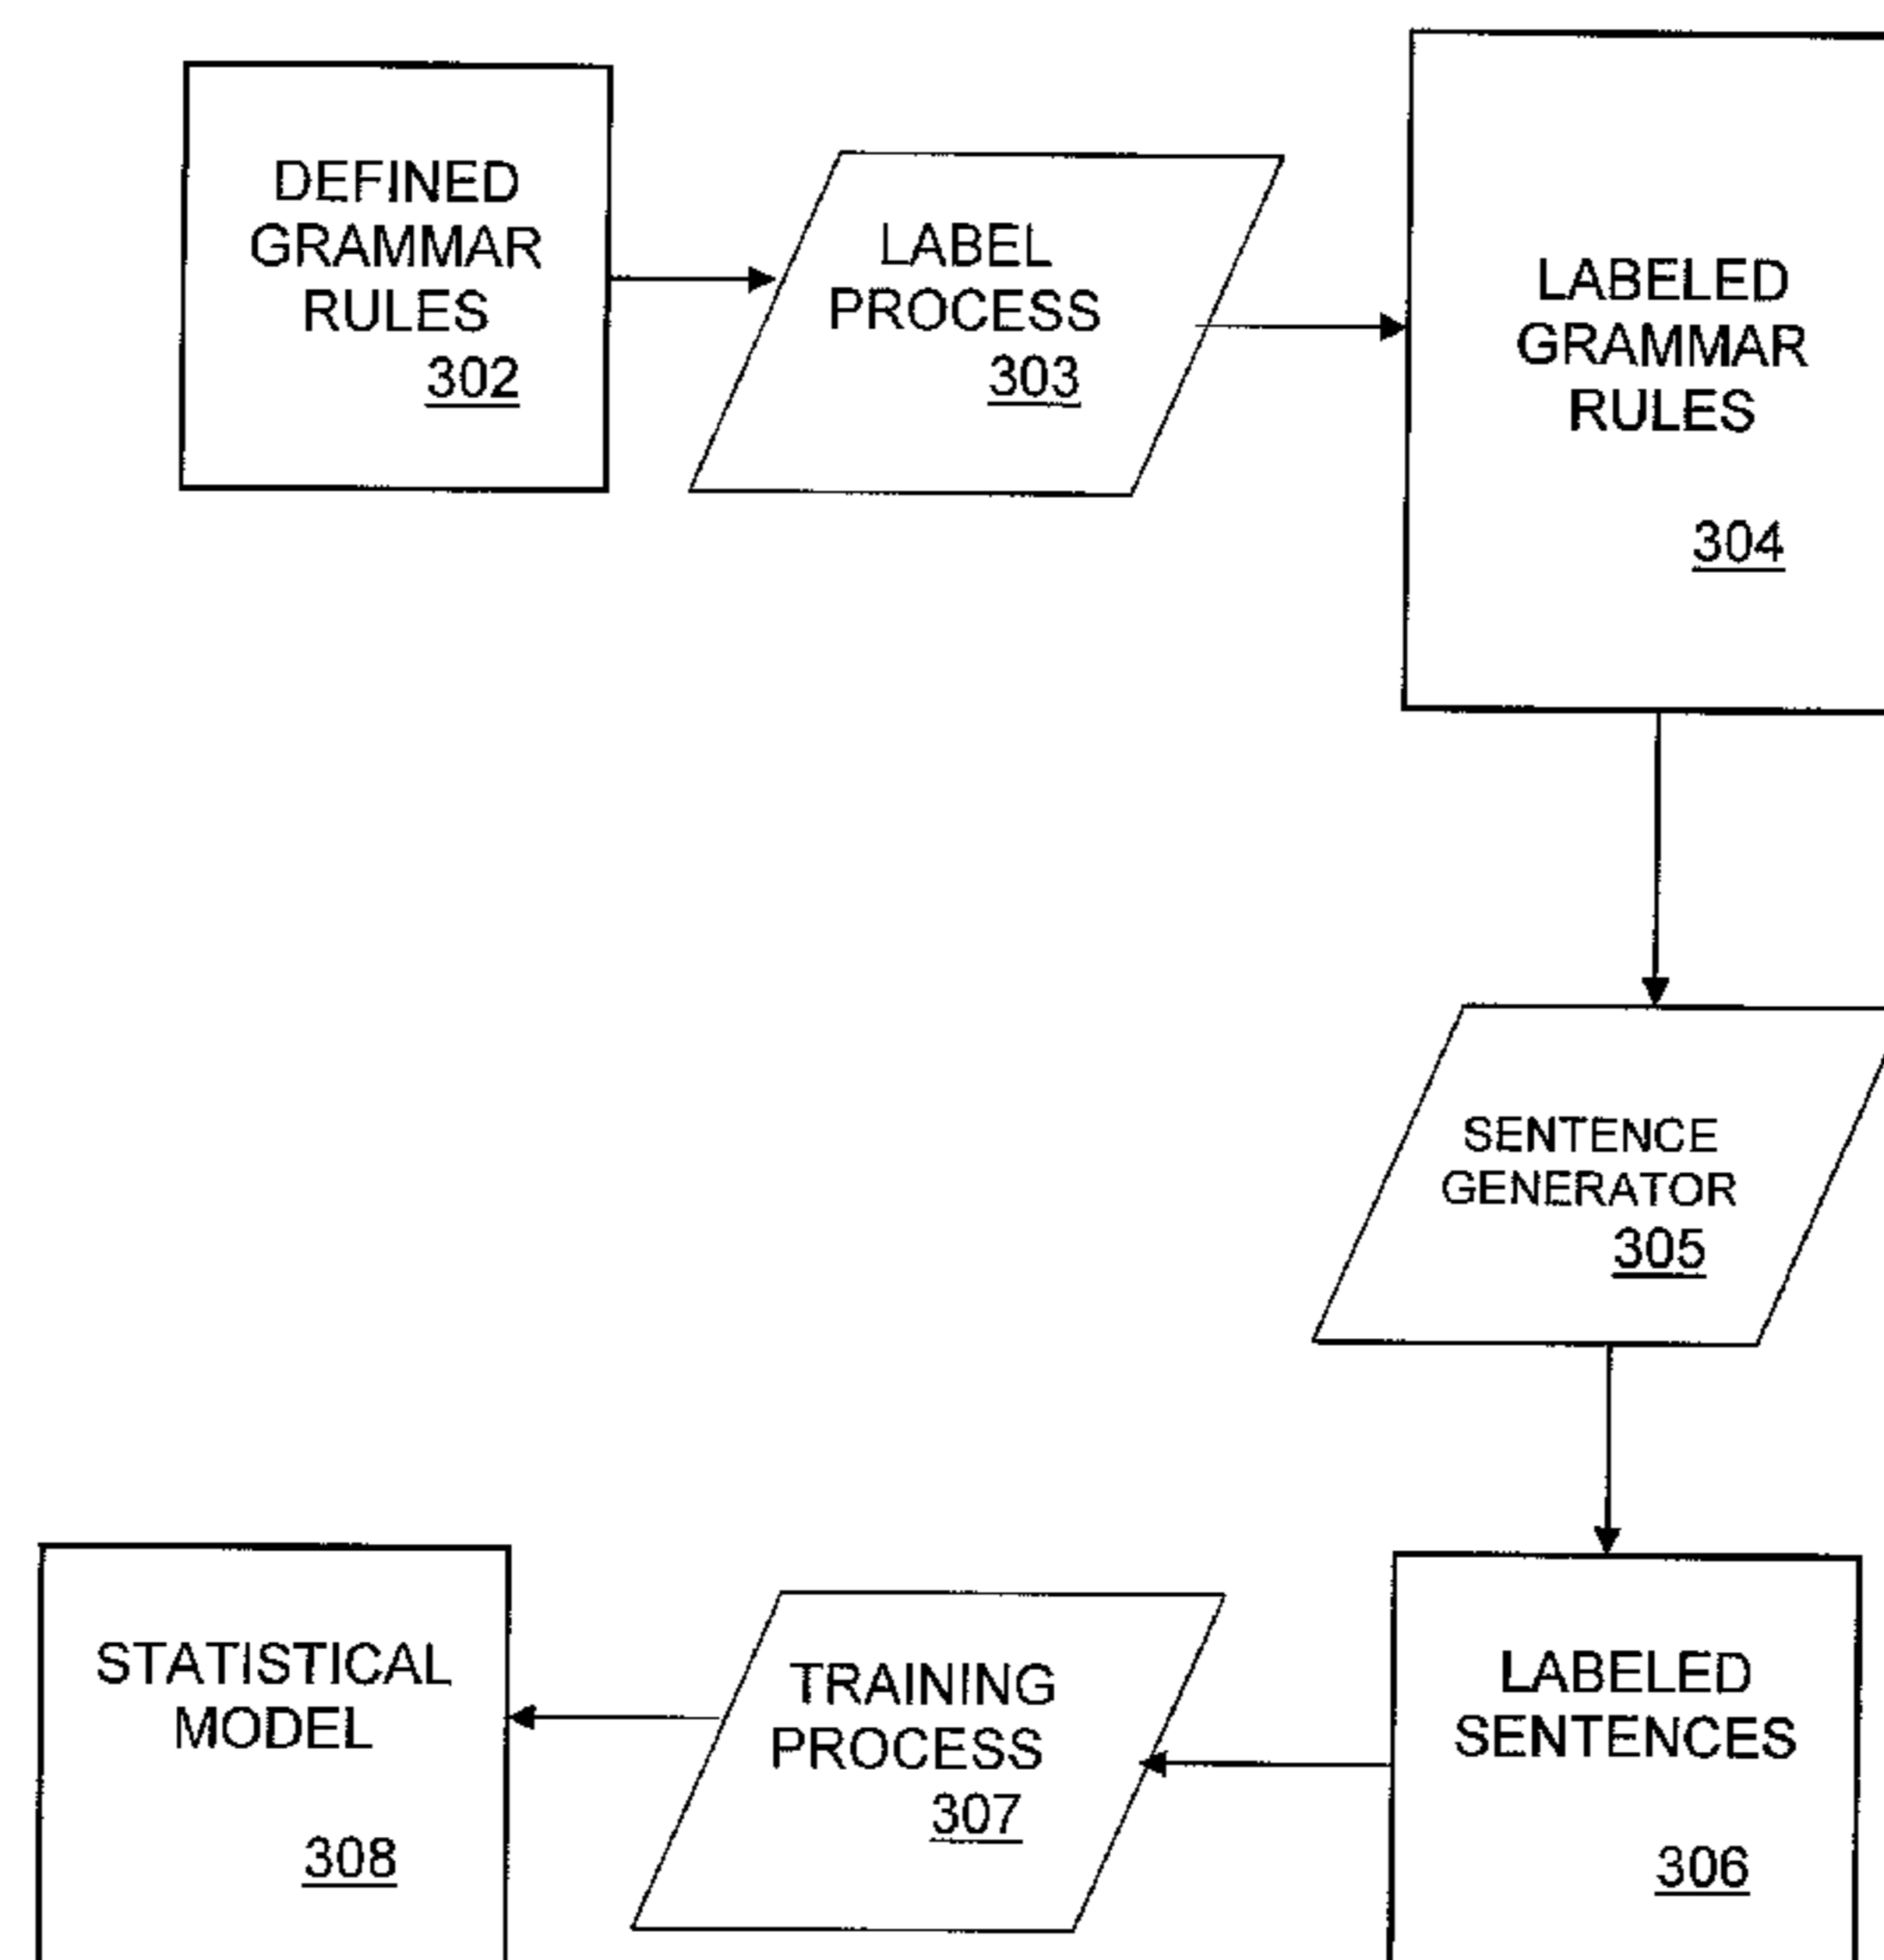 DEFINED
GRAMMAR
RULES
302
LABEL
PROCESS
303
LABELED
GRAMMAR
RULES
304
SENTENCE
GENERATOR
305
LABELED
SENTENCES
306
TRAINING
PROCESS
307
STATISTICAL
MODEL
308